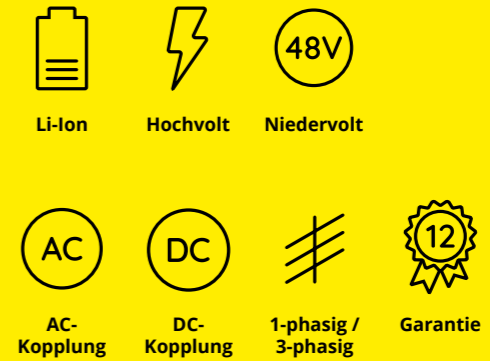 48V
Li-Ion
Hochvolt
Niedervolt
AC
DC
12
AC-
Kopplung
DC-
Kopplung
1-phasig /
3-phasig
Garantie